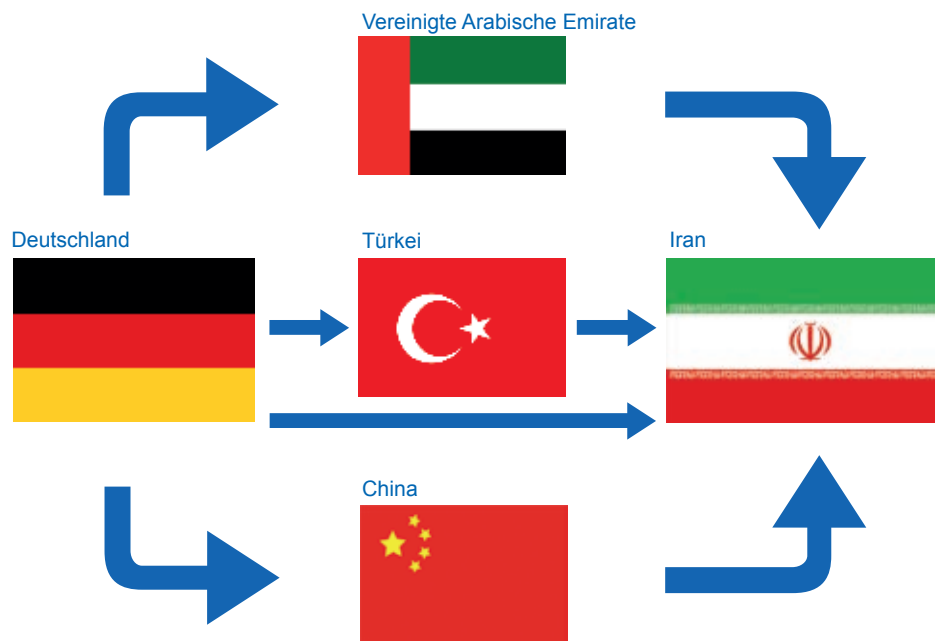 Vereinigte Arabische Emirate
Deutschland
Türkei
Iran
China